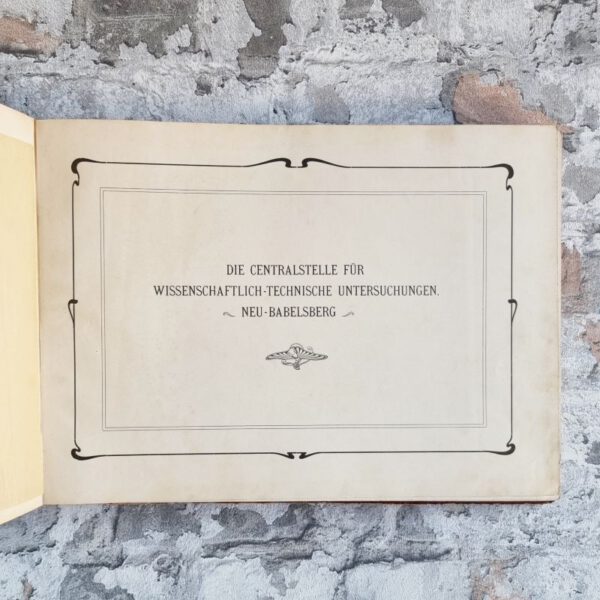 DIE CENTRALSTELLE FÜR
WISSENSCHAFTLICH-TECHNISCHE UNTERSUCHUNGEN.
NEU-BABELSBERG